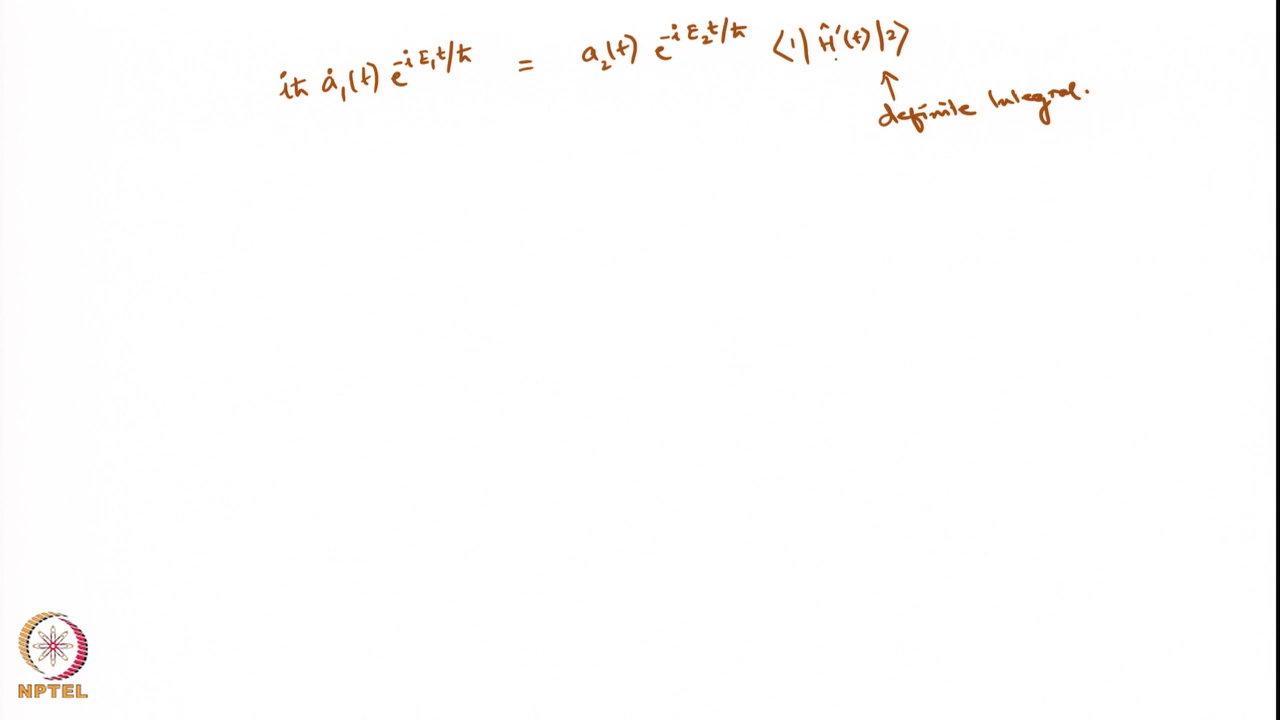 iħ ȧ₁(t) e^{-iE₁t/ħ} = a₂(t) e^{-iE₂t/ħ} ⟨1| Ĥ′(t) |2⟩
↑
definite integral.
NPTEL